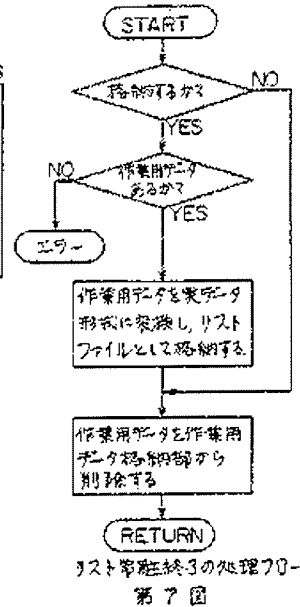 START
格納するか?
NO
YES
作業用データ
あるか?
NO
YES
エラー
作業用データを実データ
形式に変換し,リスト
ファイルとして格納する.
作業用データを作業用
データ格納部から
削除する
RETURN
リスト常駐終了の処理フロー
第7図